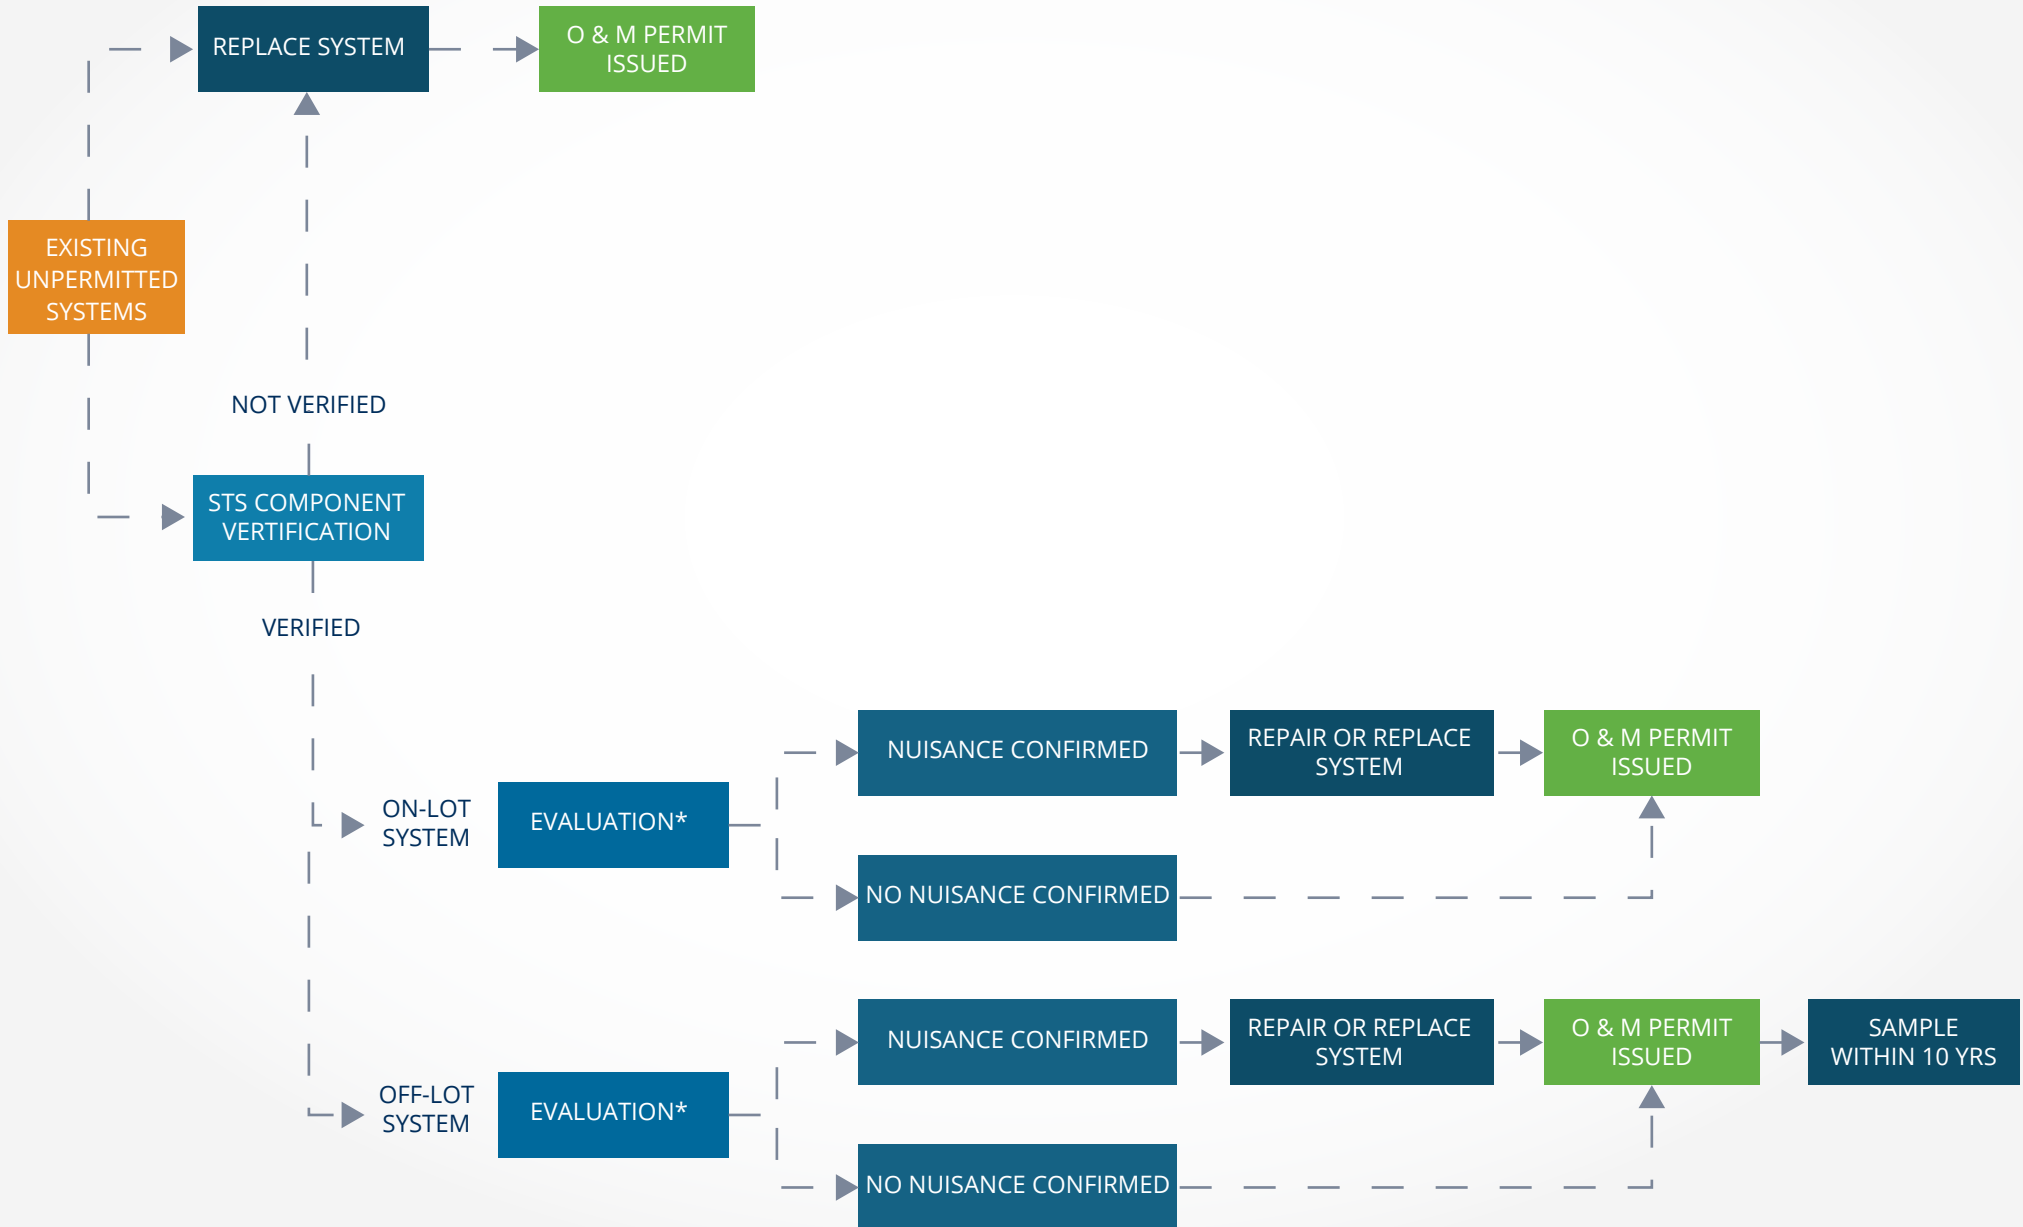 REPLACE SYSTEM
O & M PERMIT
ISSUED
EXISTING
UNPERMITTED
SYSTEMS
NOT VERIFIED
STS COMPONENT
VERTIFICATION
VERIFIED
ON-LOT
SYSTEM
EVALUATION*
NUISANCE CONFIRMED
REPAIR OR REPLACE
SYSTEM
O & M PERMIT
ISSUED
NO NUISANCE CONFIRMED
OFF-LOT
SYSTEM
EVALUATION*
NUISANCE CONFIRMED
REPAIR OR REPLACE
SYSTEM
O & M PERMIT
ISSUED
SAMPLE
WITHIN 10 YRS
NO NUISANCE CONFIRMED